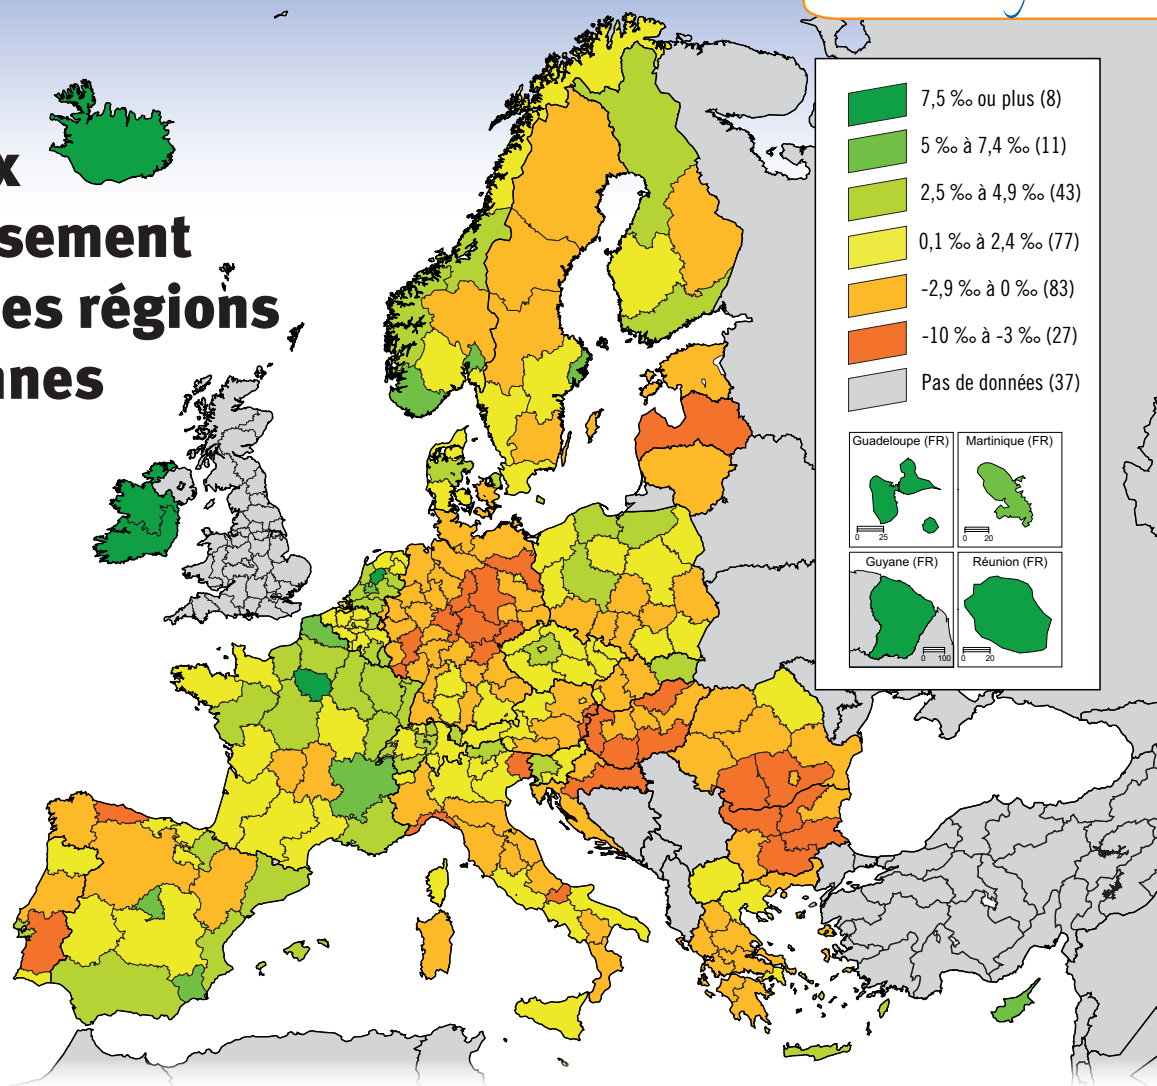 x
sement
es régions
nnes
7,5 ‰ ou plus (8)
5 ‰ à 7,4 ‰ (11)
2,5 ‰ à 4,9 ‰ (43)
0,1 ‰ à 2,4 ‰ (77)
-2,9 ‰ à 0 ‰ (83)
-10 ‰ à -3 ‰ (27)
Pas de données (37)
Guadeloupe (FR)
0 25
Martinique (FR)
0 20
Guyane (FR)
0 100
Réunion (FR)
0 20